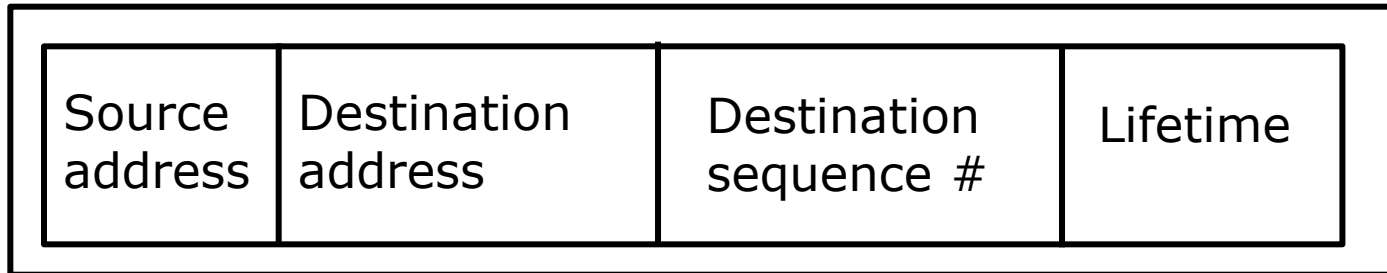 Source
address
Destination
address
Destination
sequence #
Lifetime